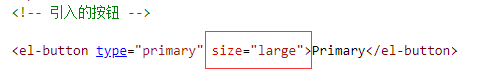 <!-- 引入的按钮 -->
<el-button type="primary" size="large">Primary</el-button>